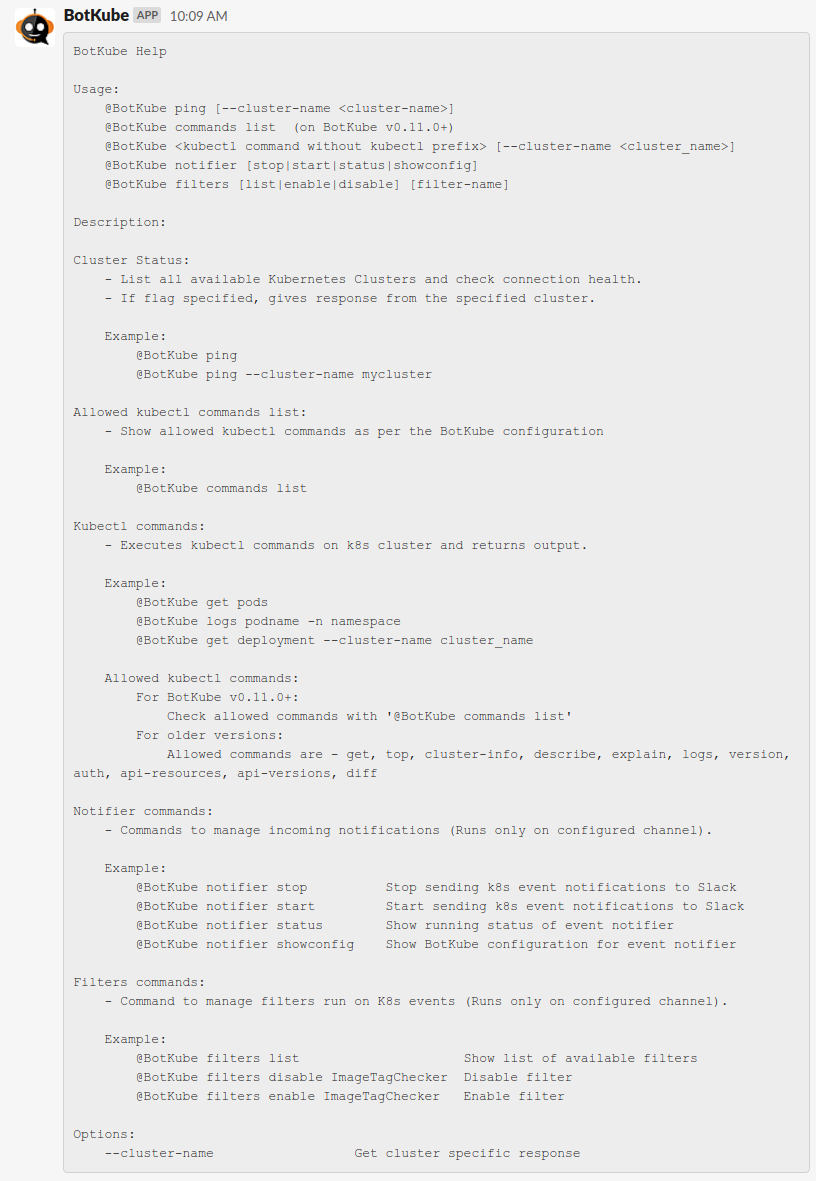 BotKube APP 10:09 AM
BotKube Help
Usage:
@BotKube ping [--cluster-name <cluster-name>]
@BotKube commands list  (on BotKube v0.11.0+)
@BotKube <kubectl command without kubectl prefix> [--cluster-name <cluster_name>]
@BotKube notifier [stop|start|status|showconfig]
@BotKube filters [list|enable|disable] [filter-name]
Description:
Cluster Status:
- List all available Kubernetes Clusters and check connection health.
- If flag specified, gives response from the specified cluster.
Example:
@BotKube ping
@BotKube ping --cluster-name mycluster
Allowed kubectl commands list:
- Show allowed kubectl commands as per the BotKube configuration
Example:
@BotKube commands list
Kubectl commands:
- Executes kubectl commands on k8s cluster and returns output.
Example:
@BotKube get pods
@BotKube logs podname -n namespace
@BotKube get deployment --cluster-name cluster_name
Allowed kubectl commands:
For BotKube v0.11.0+:
Check allowed commands with '@BotKube commands list'
For older versions:
Allowed commands are - get, top, cluster-info, describe, explain, logs, version,
auth, api-resources, api-versions, diff
Notifier commands:
- Commands to manage incoming notifications (Runs only on configured channel).
Example:
@BotKube notifier stop          Stop sending k8s event notifications to Slack
@BotKube notifier start         Start sending k8s event notifications to Slack
@BotKube notifier status        Show running status of event notifier
@BotKube notifier showconfig    Show BotKube configuration for event notifier
Filters commands:
- Command to manage filters run on K8s events (Runs only on configured channel).
Example:
@BotKube filters list                     Show list of available filters
@BotKube filters disable ImageTagChecker  Disable filter
@BotKube filters enable ImageTagChecker   Enable filter
Options:
--cluster-name                  Get cluster specific response